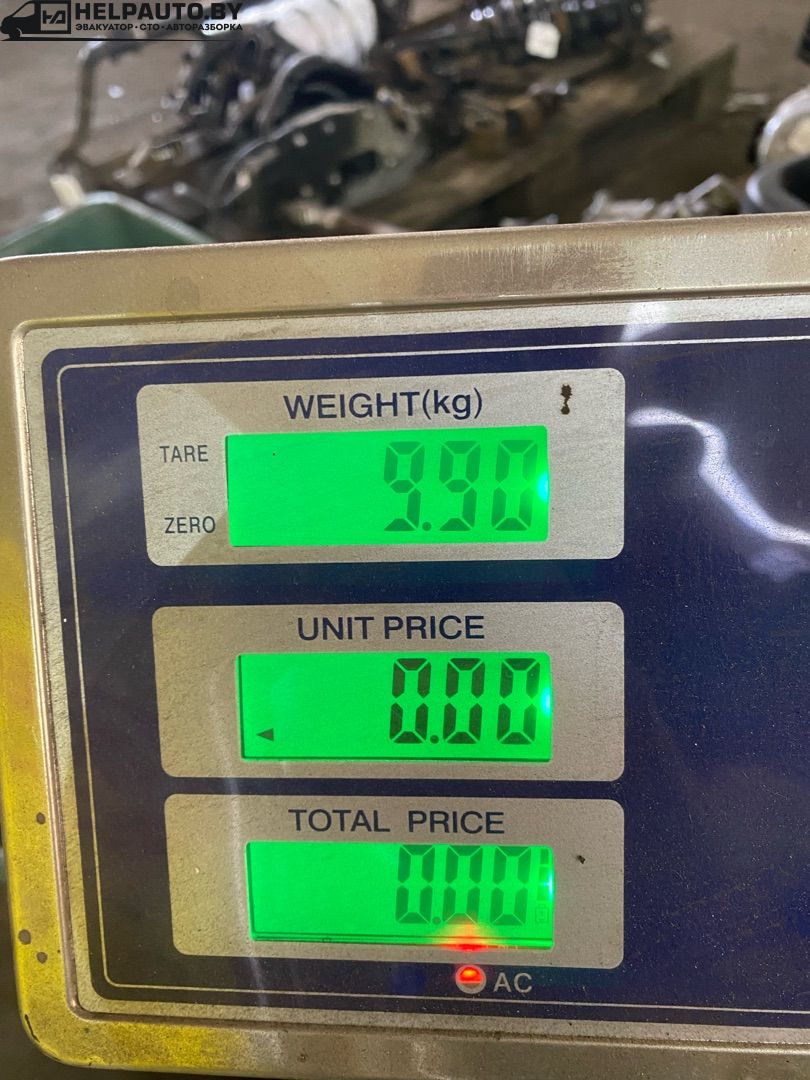 HELPAUTO.BY
ЭВАКУАТОР • СТО • АВТОРАЗБОРКА
WEIGHT(kg)
TARE
9.90
ZERO
UNIT PRICE
0.00
TOTAL PRICE
0.00
AC